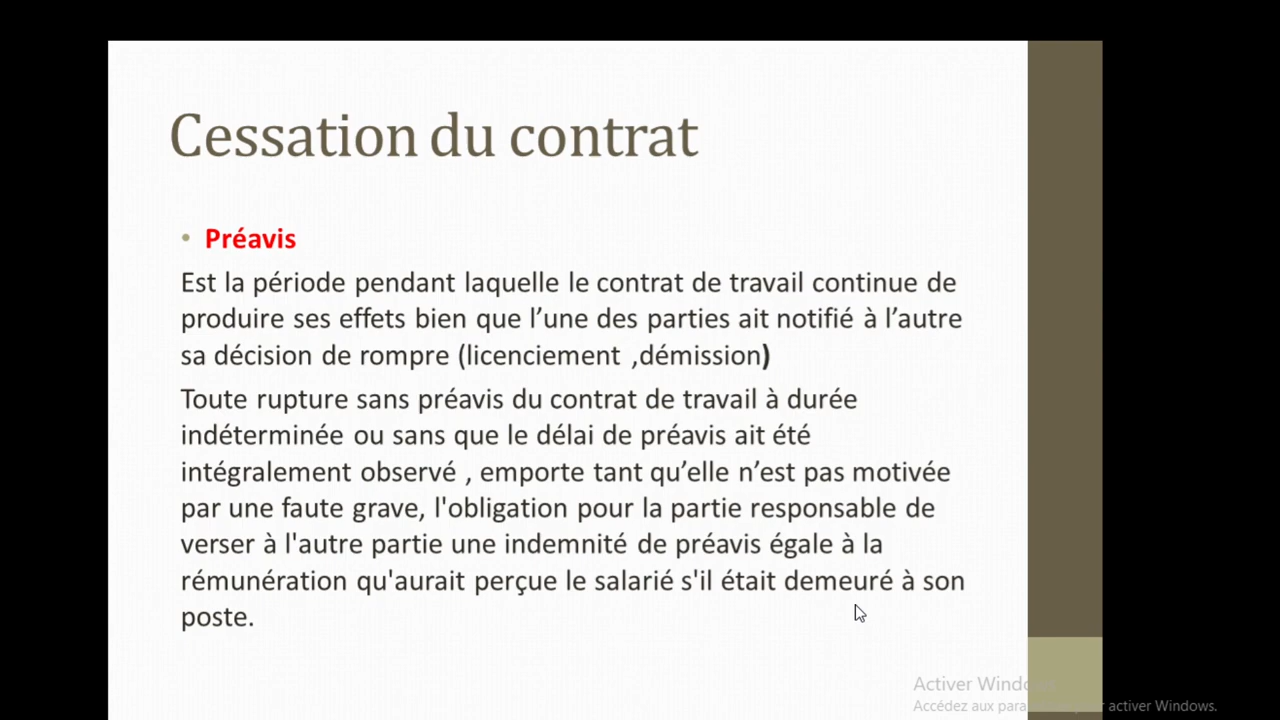 Cessation du contrat
• Préavis
Est la période pendant laquelle le contrat de travail continue de
produire ses effets bien que l’une des parties ait notifié à l’autre
sa décision de rompre (licenciement ,démission)
Toute rupture sans préavis du contrat de travail à durée
indéterminée ou sans que le délai de préavis ait été
intégralement observé , emporte tant qu’elle n’est pas motivée
par une faute grave, l'obligation pour la partie responsable de
verser à l'autre partie une indemnité de préavis égale à la
rémunération qu'aurait perçue le salarié s'il était demeuré à son
poste.
Activer Windows
Accédez aux para activer Windows.